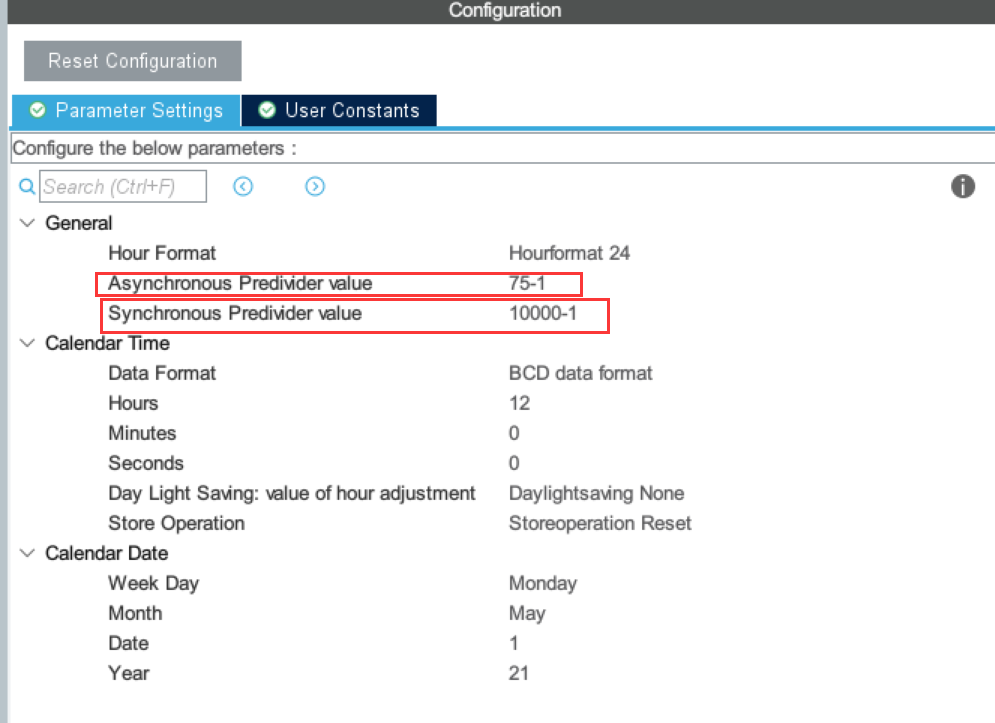 Configuration
Reset Configuration
Parameter Settings User Constants
Configure the below parameters :
Search (Ctrl+F)
General
Hour Format Hourformat 24
Asynchronous Predivider value 75-1
Synchronous Predivider value 10000-1
Calendar Time
Data Format BCD data format
Hours 12
Minutes 0
Seconds 0
Day Light Saving: value of hour adjustment Daylightsaving None
Store Operation Storeoperation Reset
Calendar Date
Week Day Monday
Month May
Date 1
Year 21